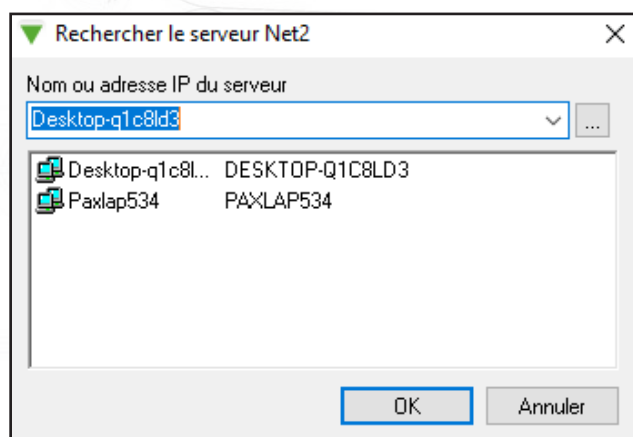 Rechercher le serveur Net2
Nom ou adresse IP du serveur
Desktop-q1c8ld3
...
Desktop-q1c8l... DESKTOP-Q1C8LD3
Paxlap534 PAXLAP534
OK Annuler